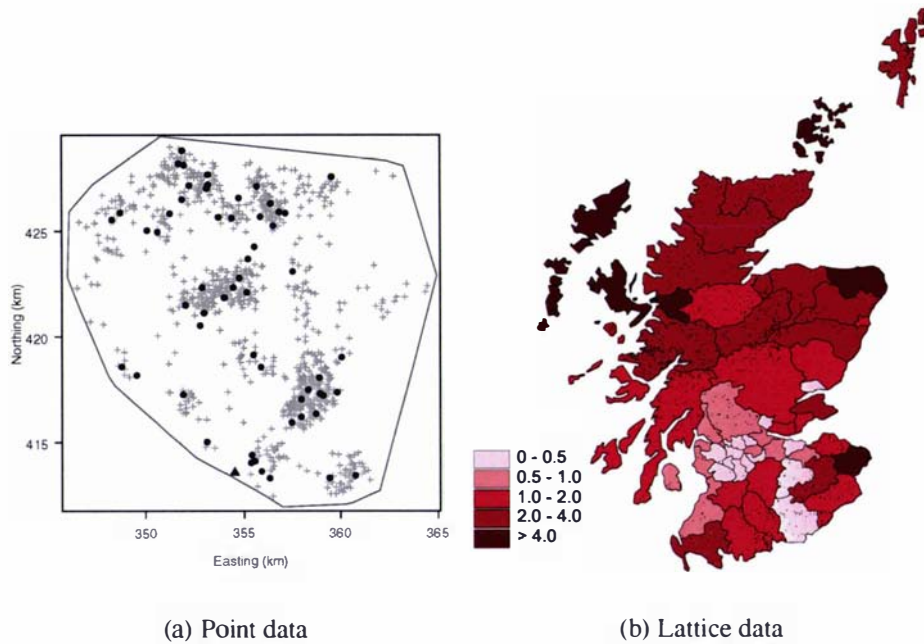 425
420
415
Northing (km)
350
355
360
365
Easting (km)
0 - 0.5
0.5 - 1.0
1.0 - 2.0
2.0 - 4.0
> 4.0
(a) Point data
(b) Lattice data